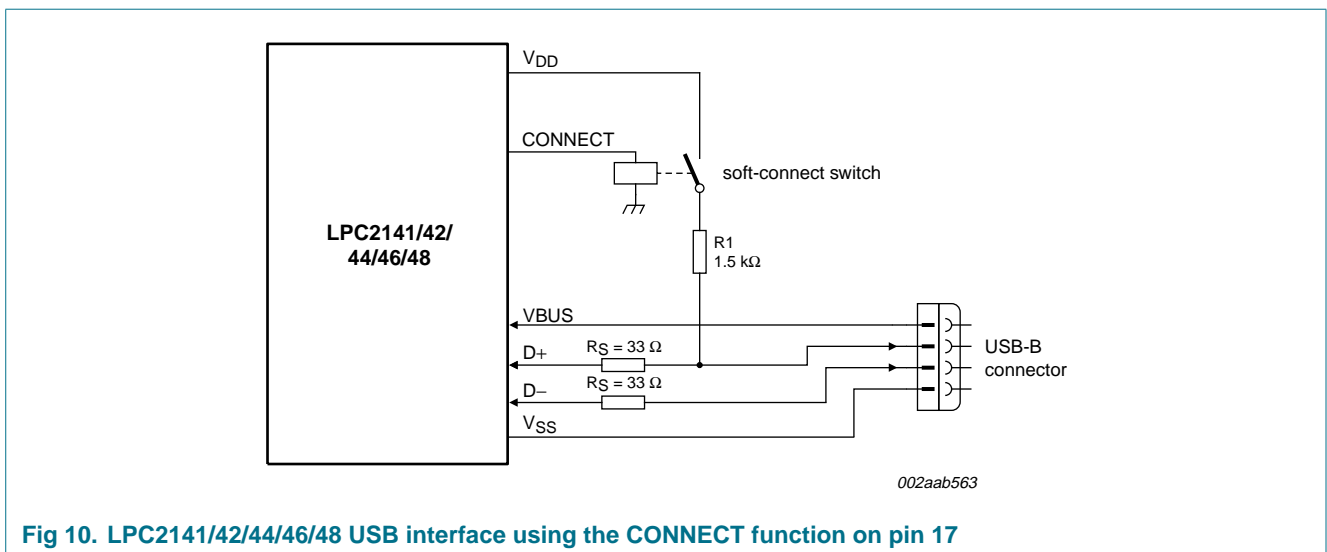 VDD
CONNECT
soft-connect switch
LPC2141/42/
44/46/48
R1
1.5 kΩ
VBUS
D+
RS = 33 Ω
USB-B
connector
D−
RS = 33 Ω
VSS
002aab563
Fig 10. LPC2141/42/44/46/48 USB interface using the CONNECT function on pin 17